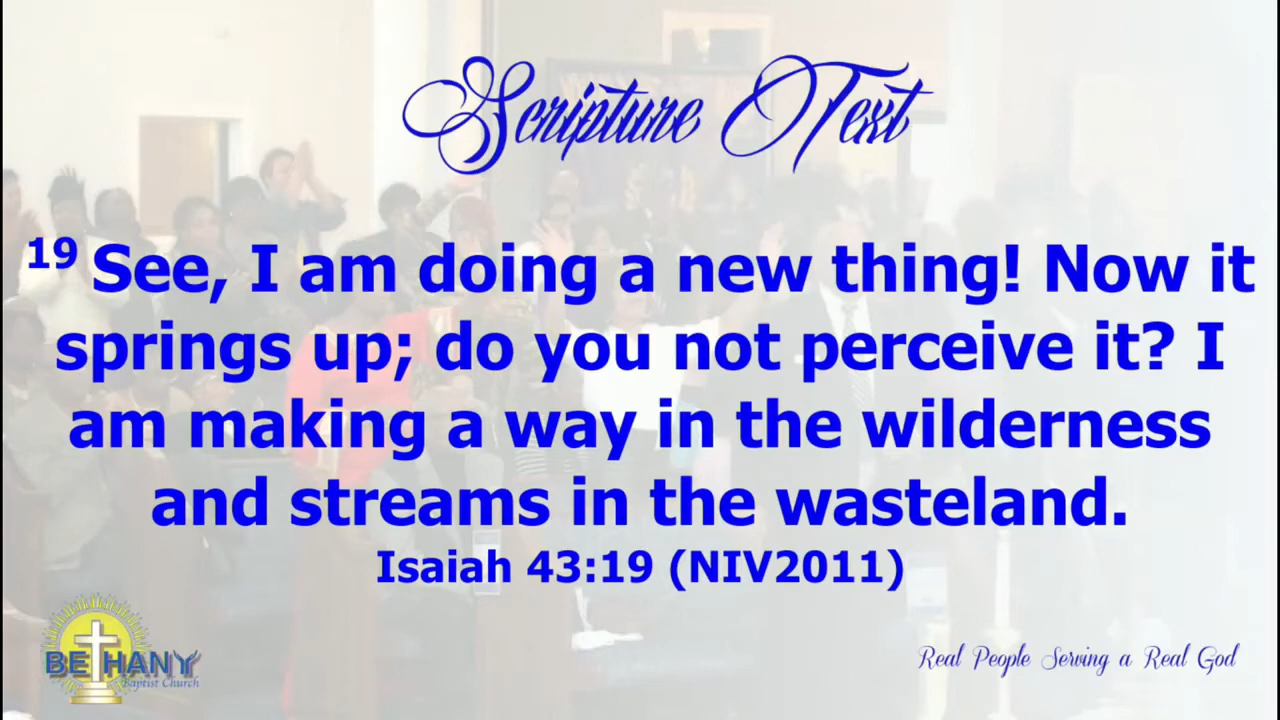 Scripture Text
19 See, I am doing a new thing! Now it
springs up; do you not perceive it? I
am making a way in the wilderness
and streams in the wasteland.
Isaiah 43:19 (NIV2011)
BETHANY
Baptist Church
Real People Serving a Real God